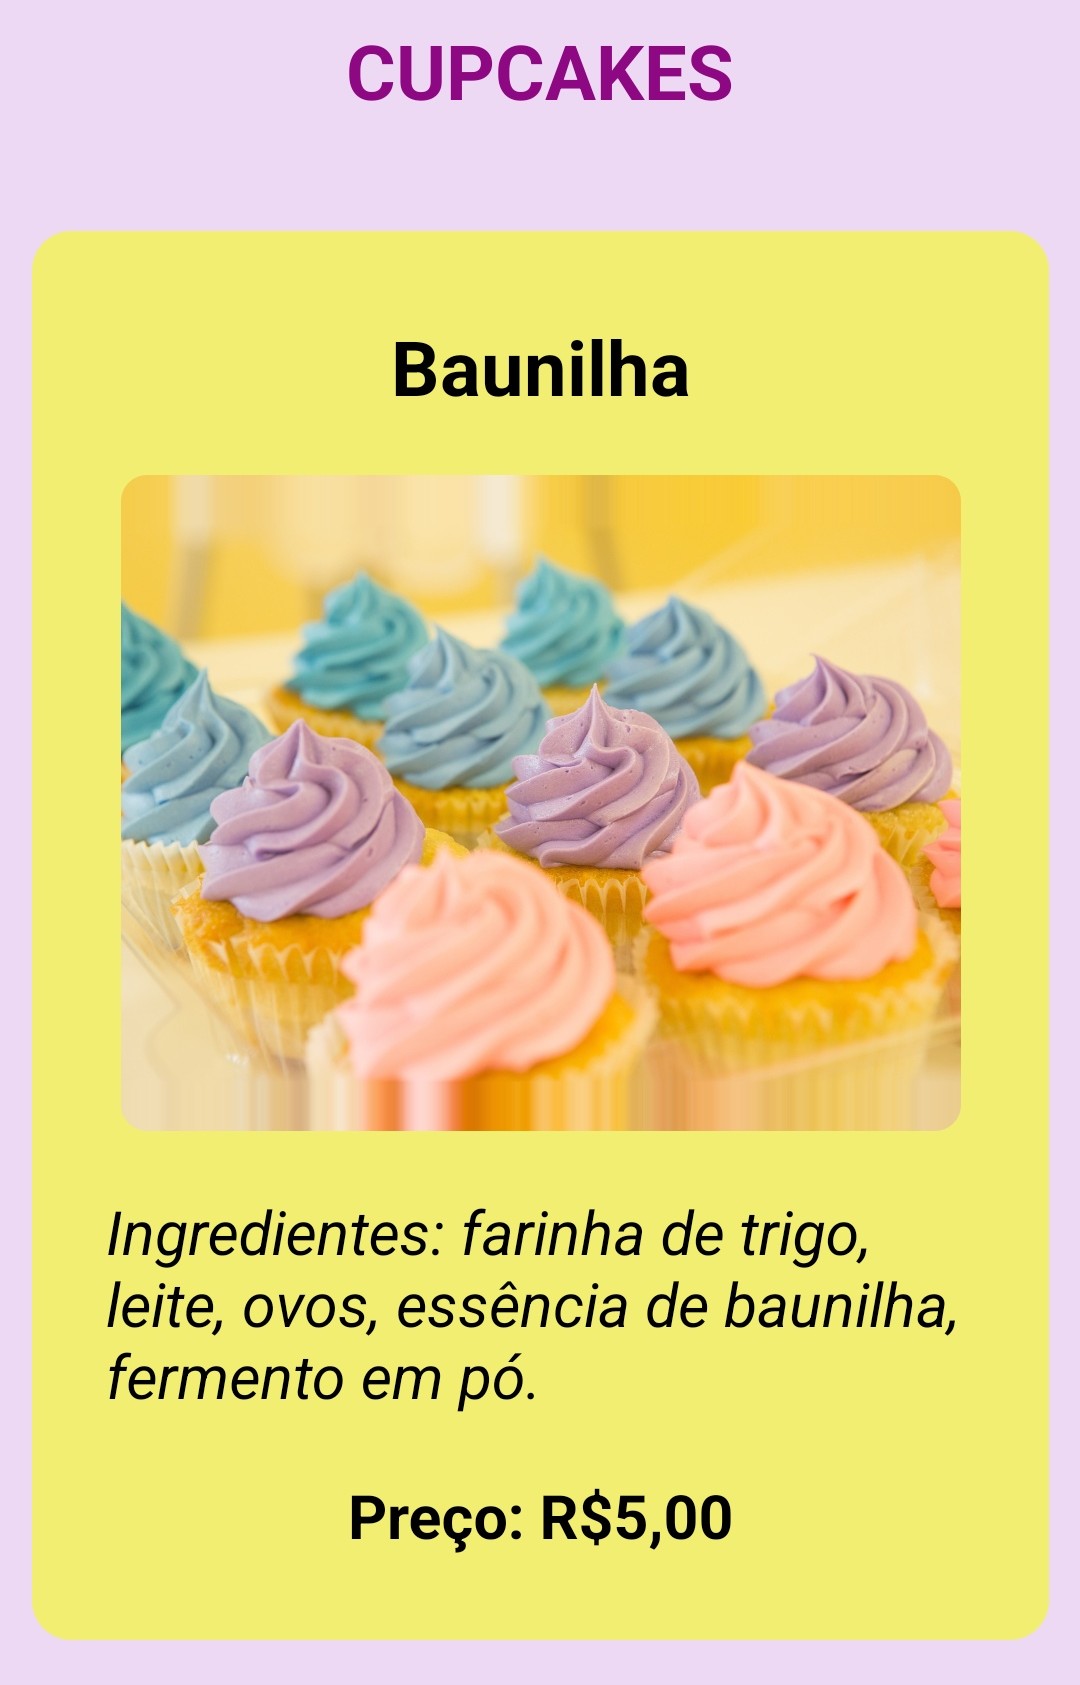 CUPCAKES
Baunilha
Ingredientes: farinha de trigo,
leite, ovos, essência de baunilha,
fermento em pó.
Preço: R$5,00